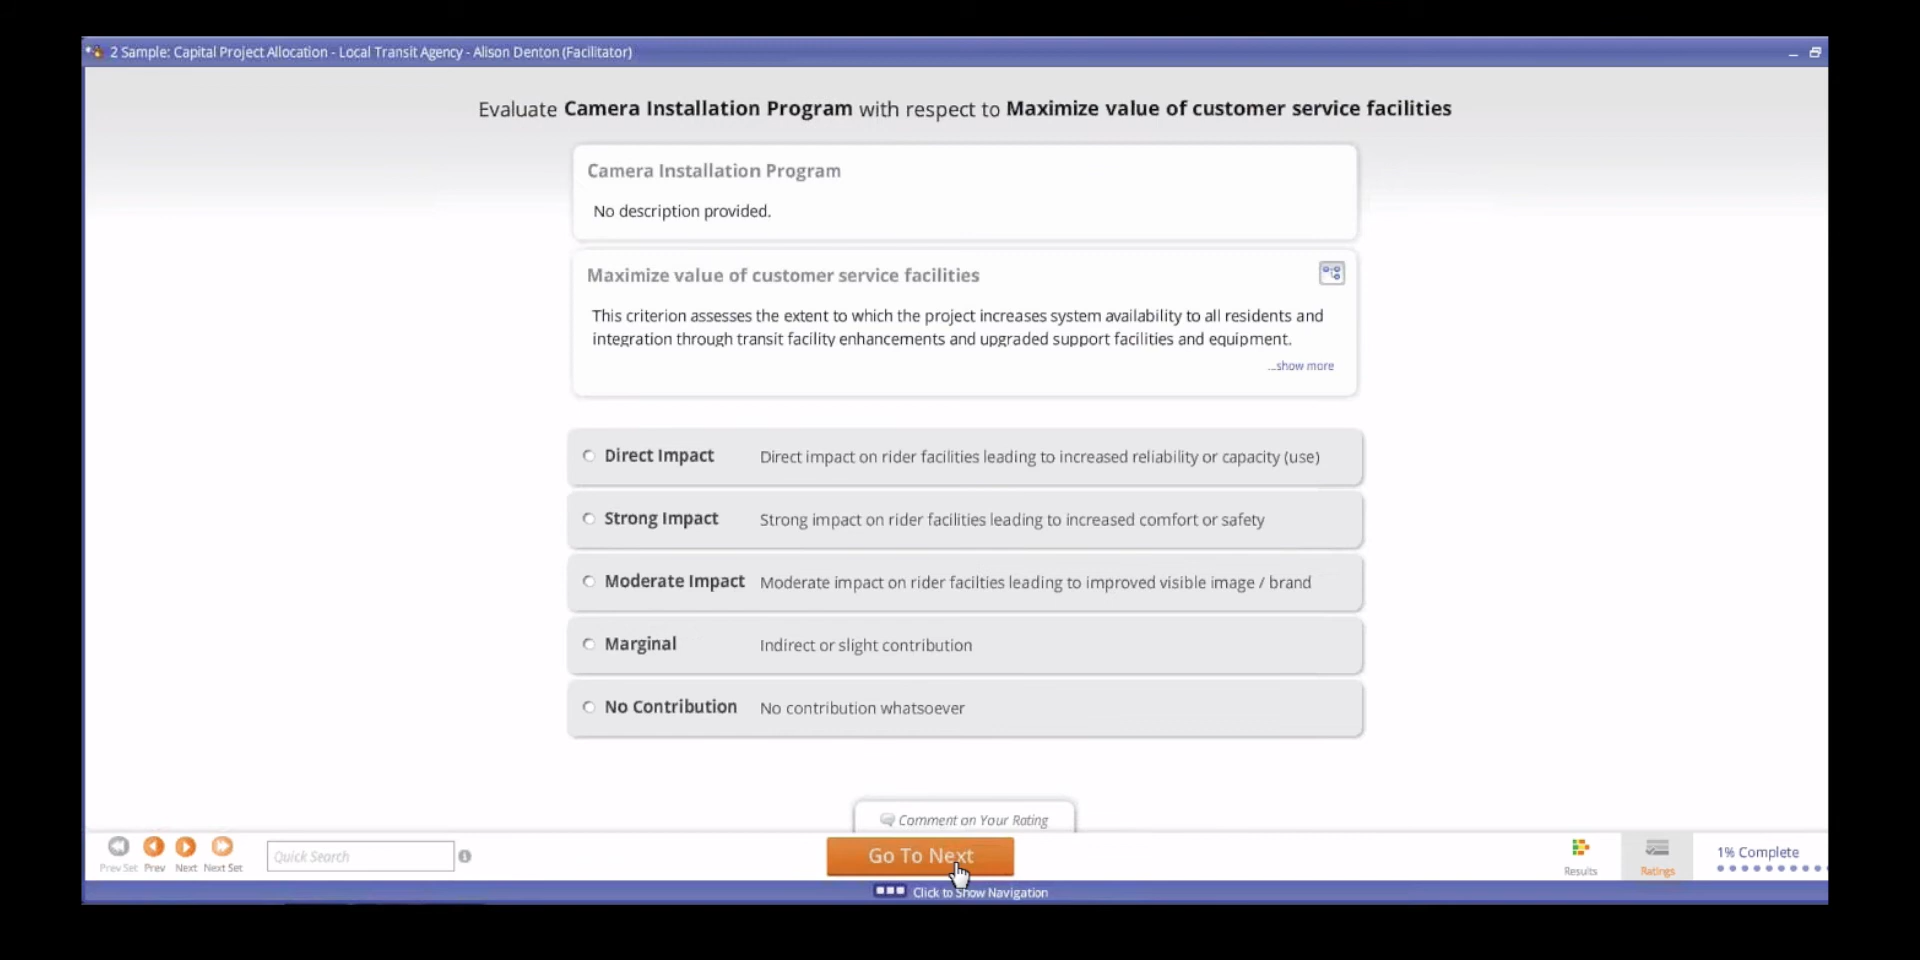 2 Sample: Capital Project Allocation - Local Transit Agency - Alison Denton (Facilitator)
Evaluate Camera Installation Program with respect to Maximize value of customer service facilities
Camera Installation Program
No description provided.
Maximize value of customer service facilities
This criterion assesses the extent to which the project increases system availability to all residents and
integration through transit facility enhancements and upgraded support facilities and equipment.
...show more
Direct Impact Direct impact on rider facilities leading to increased reliability or capacity (use)
Strong Impact Strong impact on rider facilities leading to increased comfort or safety
Moderate Impact Moderate impact on rider facilties leading to improved visible image / brand
Marginal Indirect or slight contribution
No Contribution No contribution whatsoever
Comment on Your Rating
Prev Set Prev Next Next Set
Quick Search
Go To Next
Results
Ratings
1% Complete
Click to Show Navigation